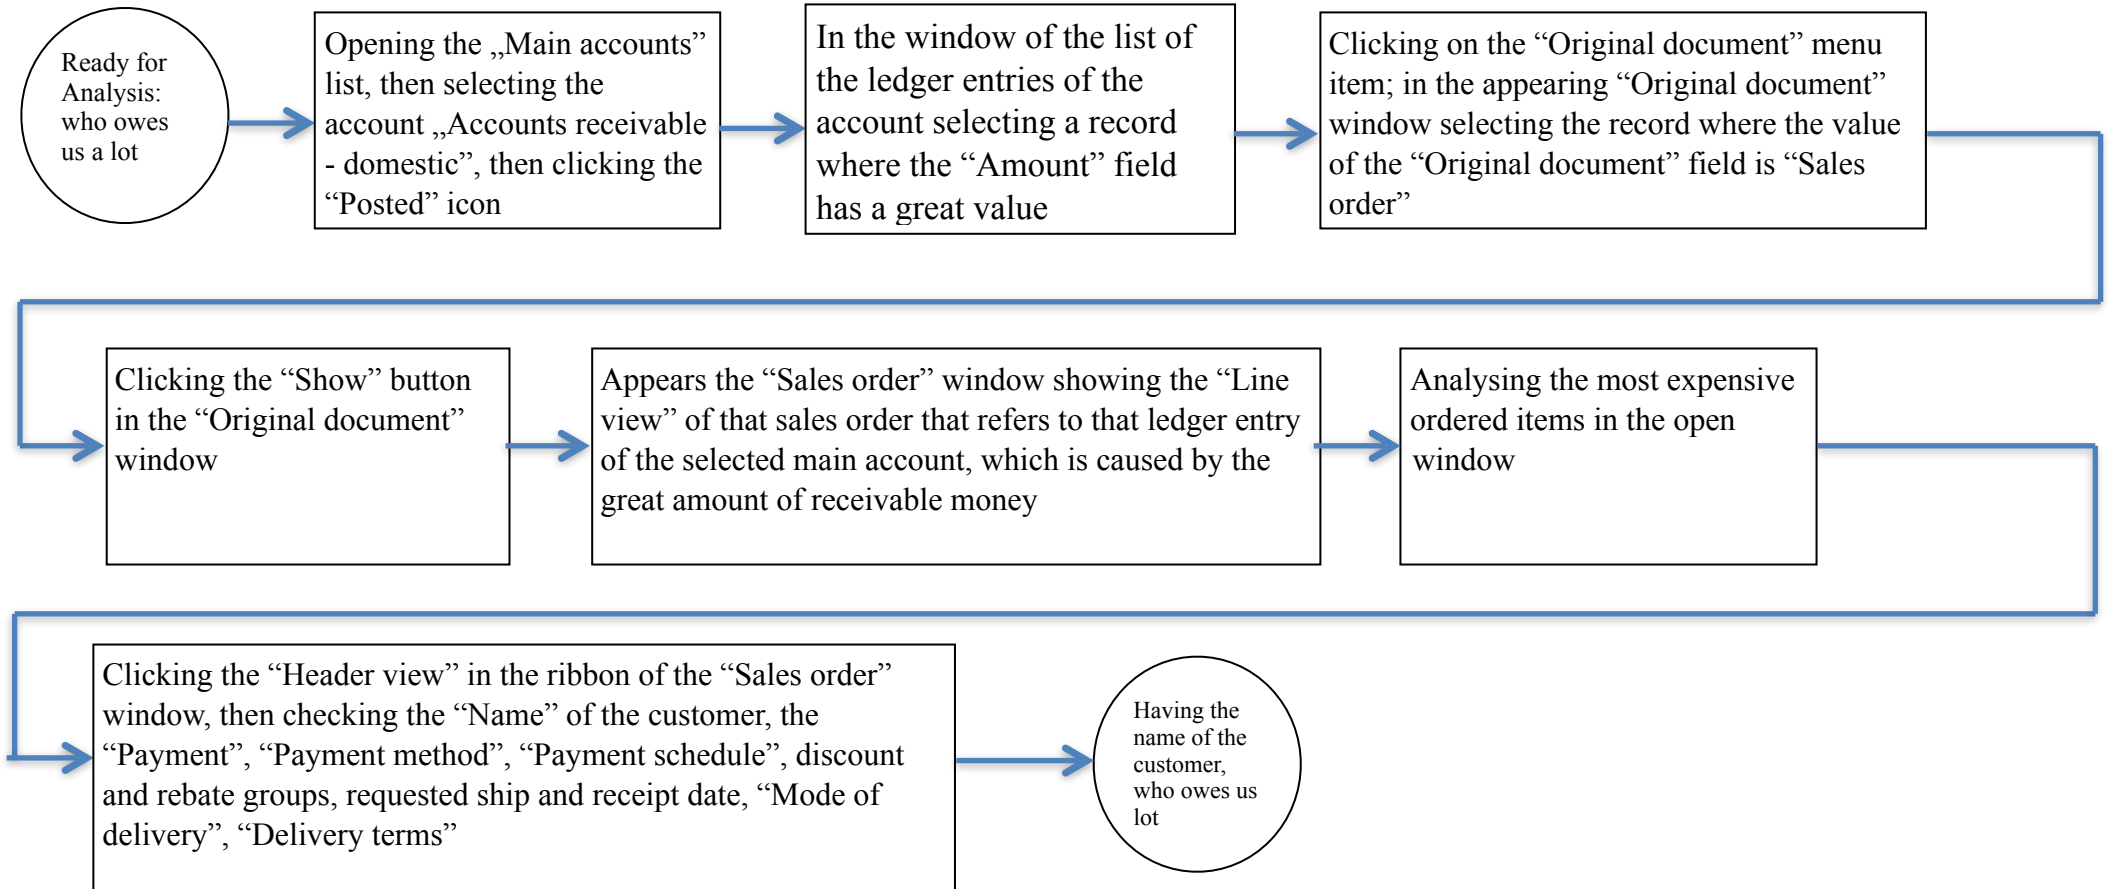 Ready for
Analysis:
who owes
us a lot
Opening the „Main accounts”
list, then selecting the
account „Accounts receivable
- domestic”, then clicking the
“Posted” icon
In the window of the list of
the ledger entries of the
account selecting a record
where the “Amount” field
has a great value
Clicking on the “Original document” menu
item; in the appearing “Original document”
window selecting the record where the value
of the “Original document” field is “Sales
order”
Clicking the “Show” button
in the “Original document”
window
Appears the “Sales order” window showing the “Line
view” of that sales order that refers to that ledger entry
of the selected main account, which is caused by the
great amount of receivable money
Analysing the most expensive
ordered items in the open
window
Clicking the “Header view” in the ribbon of the “Sales order”
window, then checking the “Name” of the customer, the
“Payment”, “Payment method”, “Payment schedule”, discount
and rebate groups, requested ship and receipt date, “Mode of
delivery”, “Delivery terms”
Having the
name of the
customer,
who owes us
lot